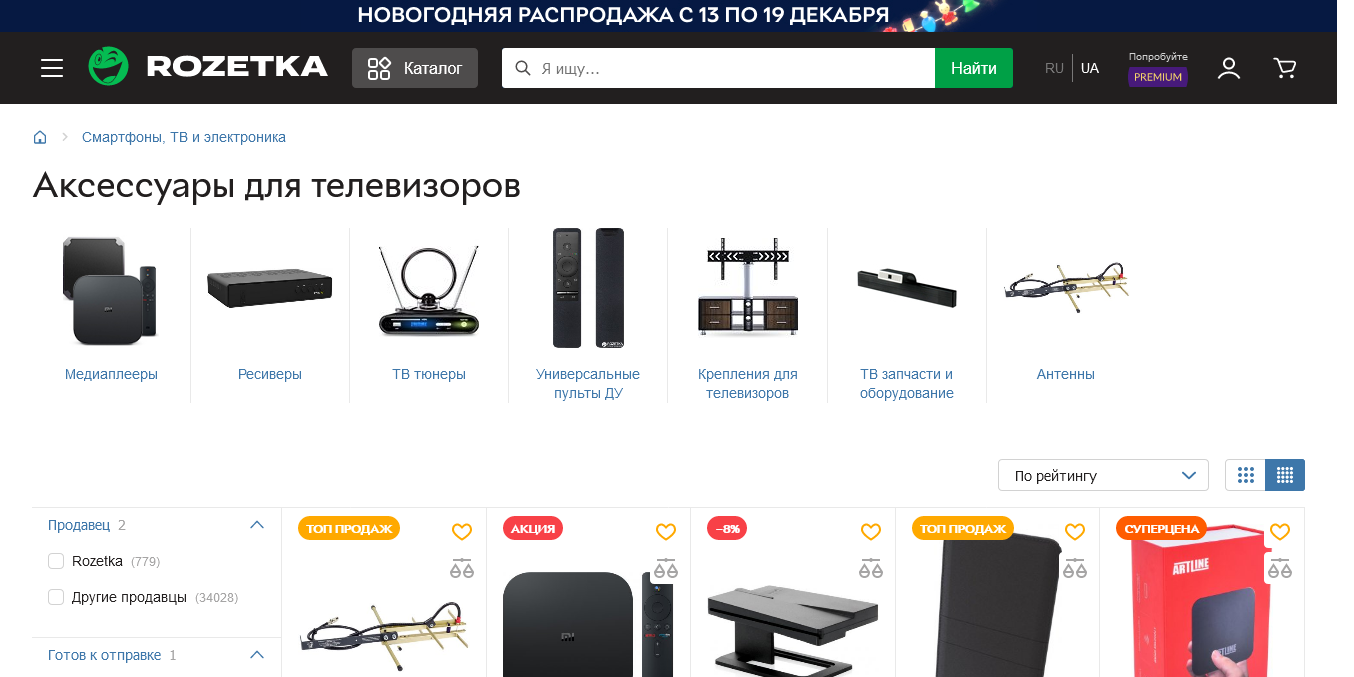 НОВОГОДНЯЯ РАСПРОДАЖА С 13 ПО 19 ДЕКАБРЯ
ROZETKA
Каталог
Я ищу...
Найти
RU
UA
Попробуйте
PREMIUM
Смартфоны, ТВ и электроника
Аксессуары для телевизоров
Медиаплееры
Ресиверы
ТВ тюнеры
Универсальные
пульты ДУ
Крепления для
телевизоров
ТВ запчасти и
оборудование
Антенны
По рейтингу
Продавец 2
Rozetka (779)
Другие продавцы (34028)
Готов к отправке 1
ТОП ПРОДАЖ
АКЦИЯ
−8%
ТОП ПРОДАЖ
СУПЕРЦЕНА
ARTLINE